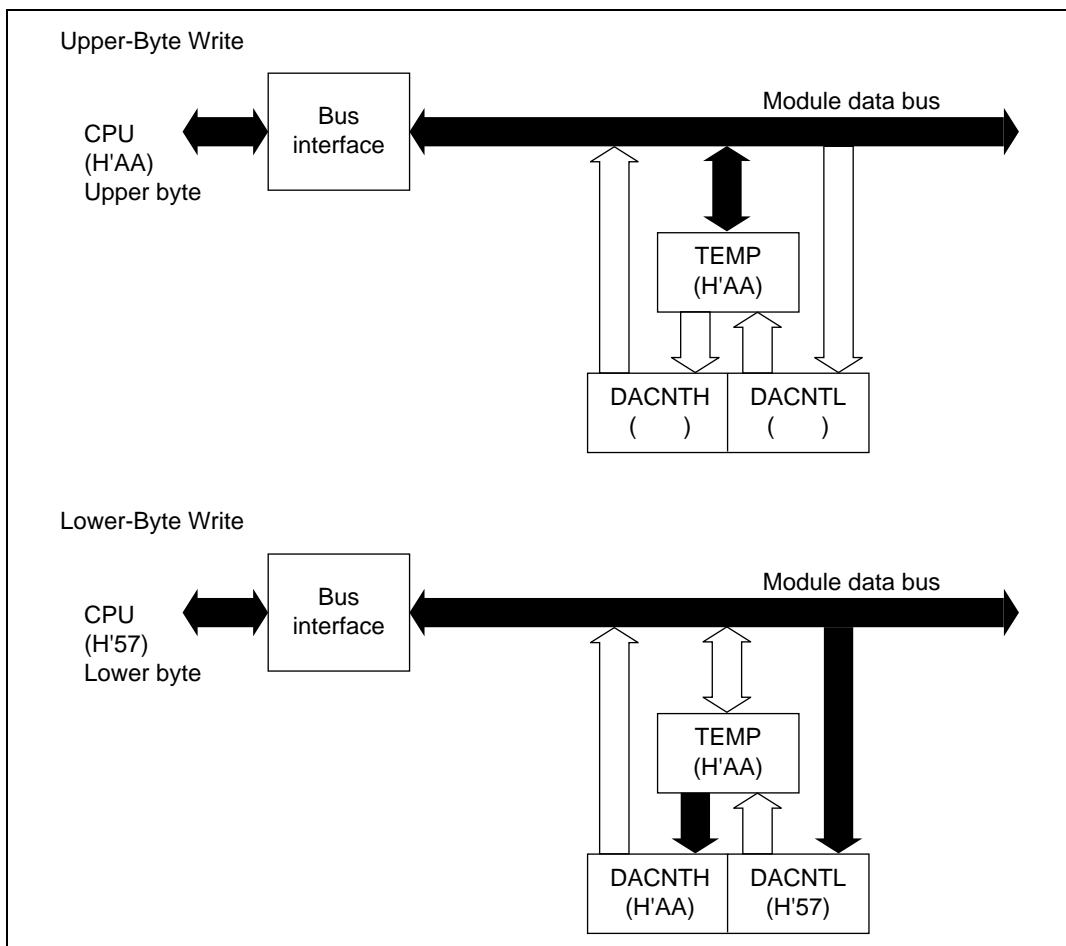 Upper-Byte Write
CPU
(H'AA)
Upper byte
Bus
interface
Module data bus
TEMP
(H'AA)
DACNTH
(      )
DACNTL
(      )
Lower-Byte Write
CPU
(H'57)
Lower byte
Bus
interface
Module data bus
TEMP
(H'AA)
DACNTH
(H'AA)
DACNTL
(H'57)